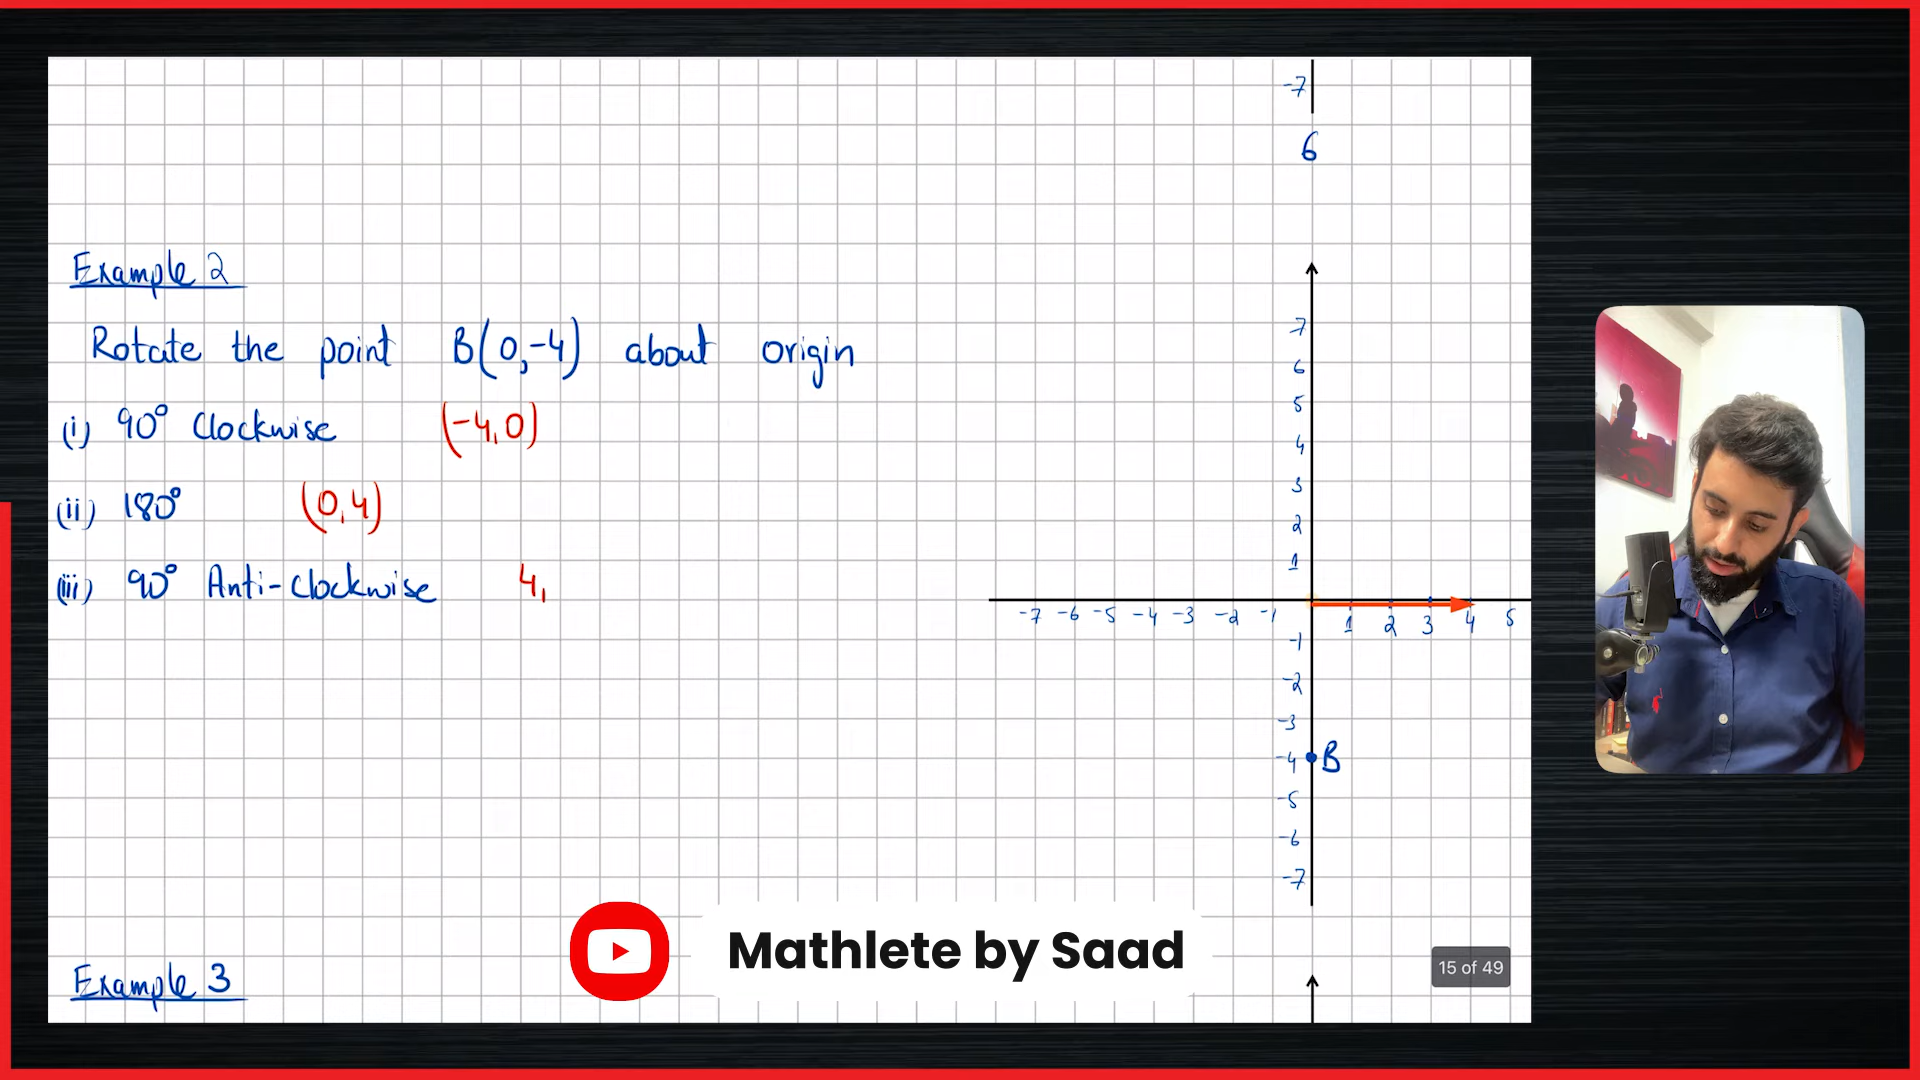 -7
6
Example 2
Rotate the point B(0,-4) about origin
(i) 90° Clockwise (-4,0)
(ii) 180° (0,4)
(iii) 90° Anti-clockwise 4,
7
6
5
4
3
2
1
-7 -6 -5 -4 -3 -2 -1 1 2 3 4 5
-1
-2
-3
-4 B
-5
-6
-7
Mathlete by Saad
15 of 49
Example 3